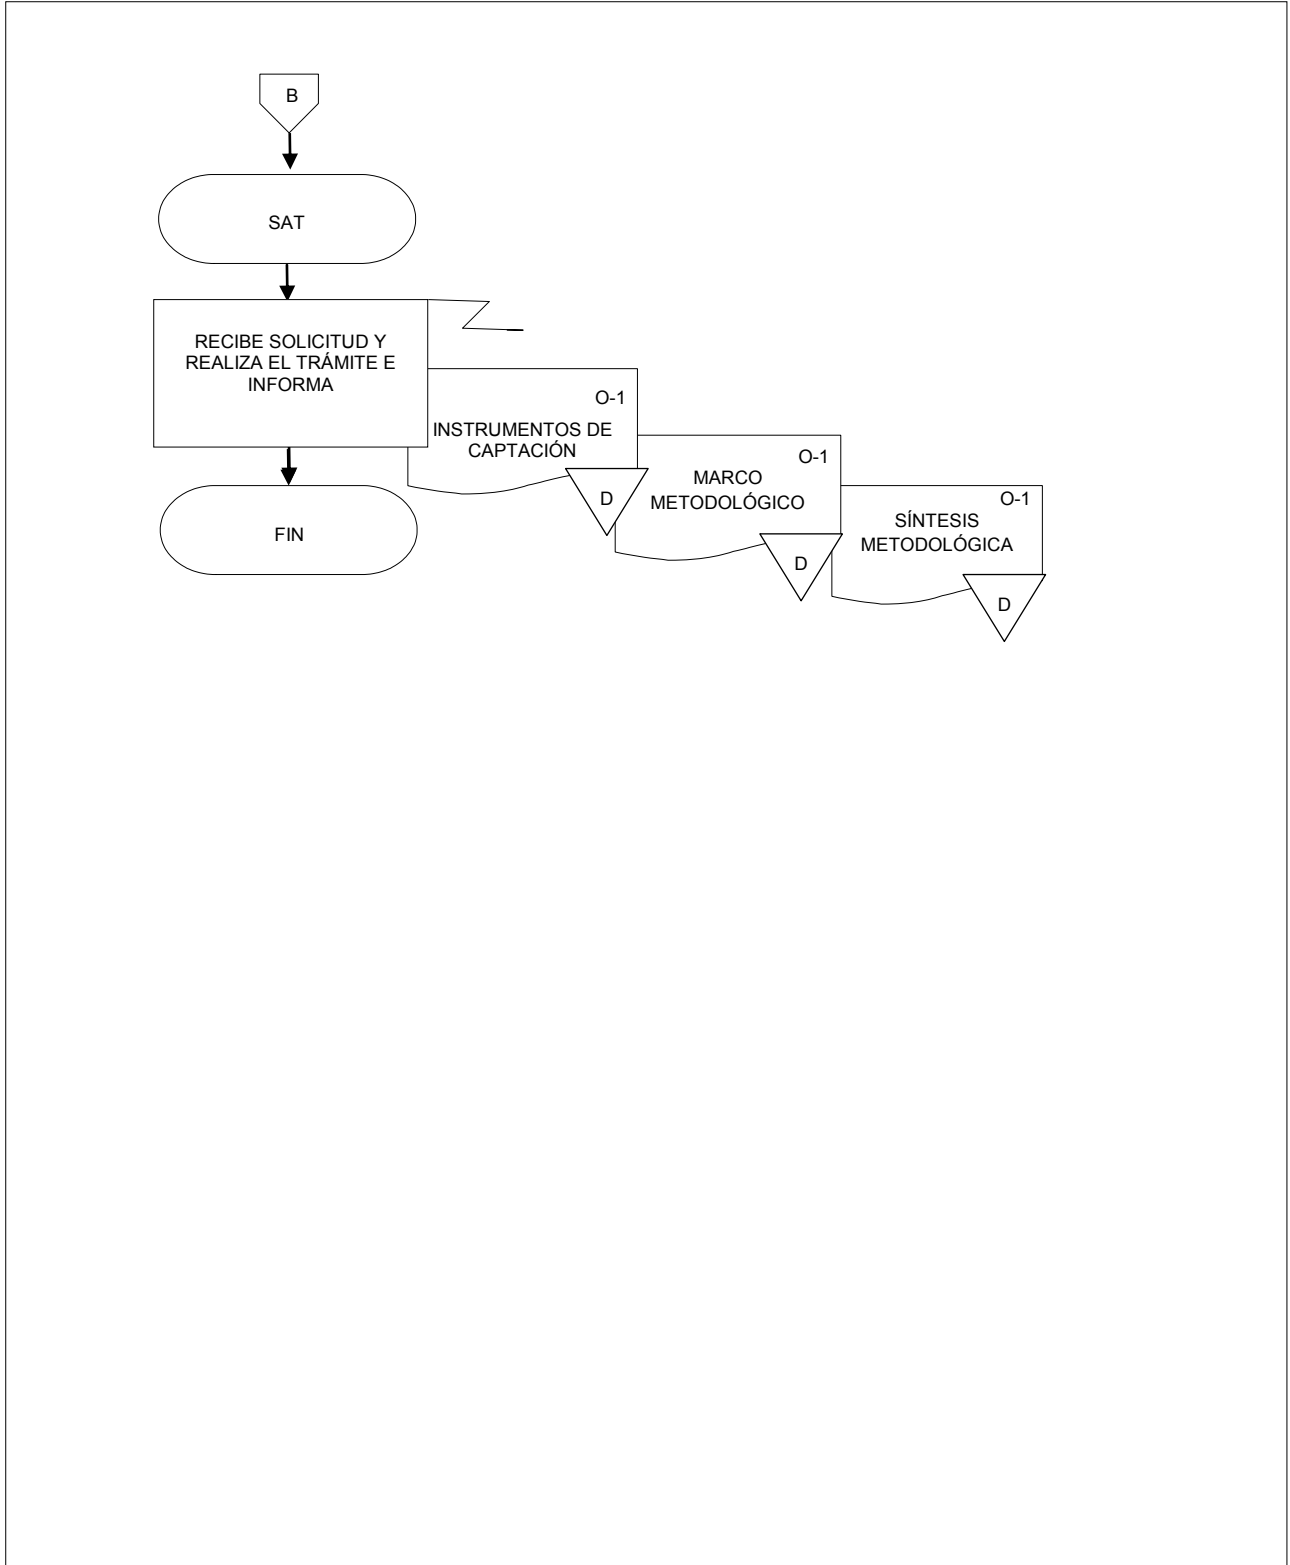 B
SAT
RECIBE SOLICITUD Y
REALIZA EL TRÁMITE E
INFORMA
O-1
INSTRUMENTOS DE
CAPTACIÓN
D
O-1
MARCO
METODOLÓGICO
D
O-1
SÍNTESIS
METODOLÓGICA
D
FIN